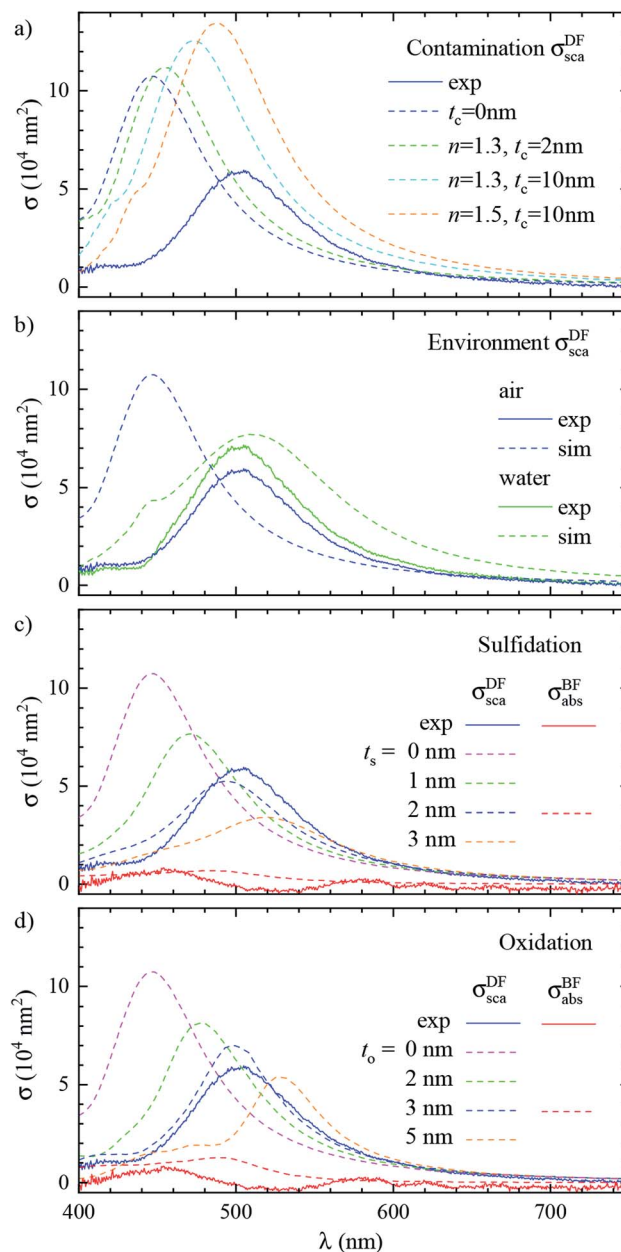 a)
Contamination σ_sca^DF
exp
t_c=0nm
n=1.3, t_c=2nm
n=1.3, t_c=10nm
n=1.5, t_c=10nm
10
5
0
σ (10^4 nm^2)
b)
Environment σ_sca^DF
air
exp
sim
water
exp
sim
10
5
0
σ (10^4 nm^2)
c)
Sulfidation
σ_sca^DF σ_abs^BF
exp
t_s = 0 nm
1 nm
2 nm
3 nm
10
5
0
σ (10^4 nm^2)
d)
Oxidation
σ_sca^DF σ_abs^BF
exp
t_o = 0 nm
2 nm
3 nm
5 nm
10
5
0
σ (10^4 nm^2)
400 500 600 700
λ (nm)